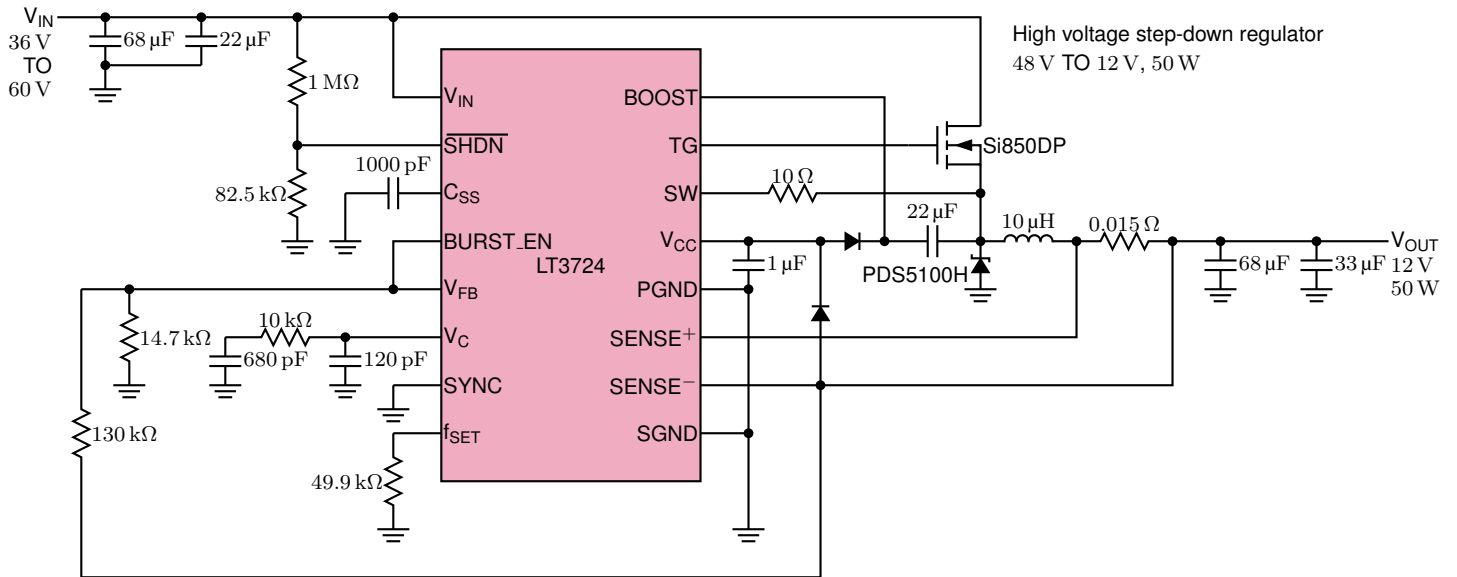 V_IN
36 V
TO
60 V
68 µF
22 µF
1 MΩ
82.5 kΩ
1000 pF
High voltage step-down regulator
48 V TO 12 V, 50 W
V_IN
SHDN
C_SS
BURST_EN
V_FB
V_C
SYNC
f_SET
LT3724
BOOST
TG
SW
V_CC
PGND
SENSE+
SENSE−
SGND
Si850DP
10 Ω
22 µF
10 µH
0.015 Ω
1 µF
PDS5100H
68 µF
33 µF
V_OUT
12 V
50 W
14.7 kΩ
10 kΩ
680 pF
120 pF
130 kΩ
49.9 kΩ